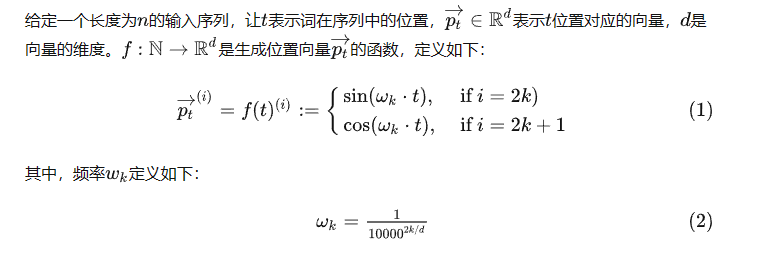 给定一个长度为n的输入序列，让t表示词在序列中的位置，$\overrightarrow{p_t} \in \mathbb{R}^d$表示t位置对应的向量，d是
向量的维度。$f : \mathbb{N} \rightarrow \mathbb{R}^d$是生成位置向量$\overrightarrow{p_t}$的函数，定义如下：
$\overrightarrow{p_t}^{(i)} = f(t)^{(i)} := \begin{cases} \sin(\omega_k \cdot t), & \text{if } i = 2k) \\ \cos(\omega_k \cdot t), & \text{if } i = 2k + 1 \end{cases}$ (1)
其中，频率$w_k$定义如下：
$\omega_k = \frac{1}{10000^{2k/d}}$ (2)